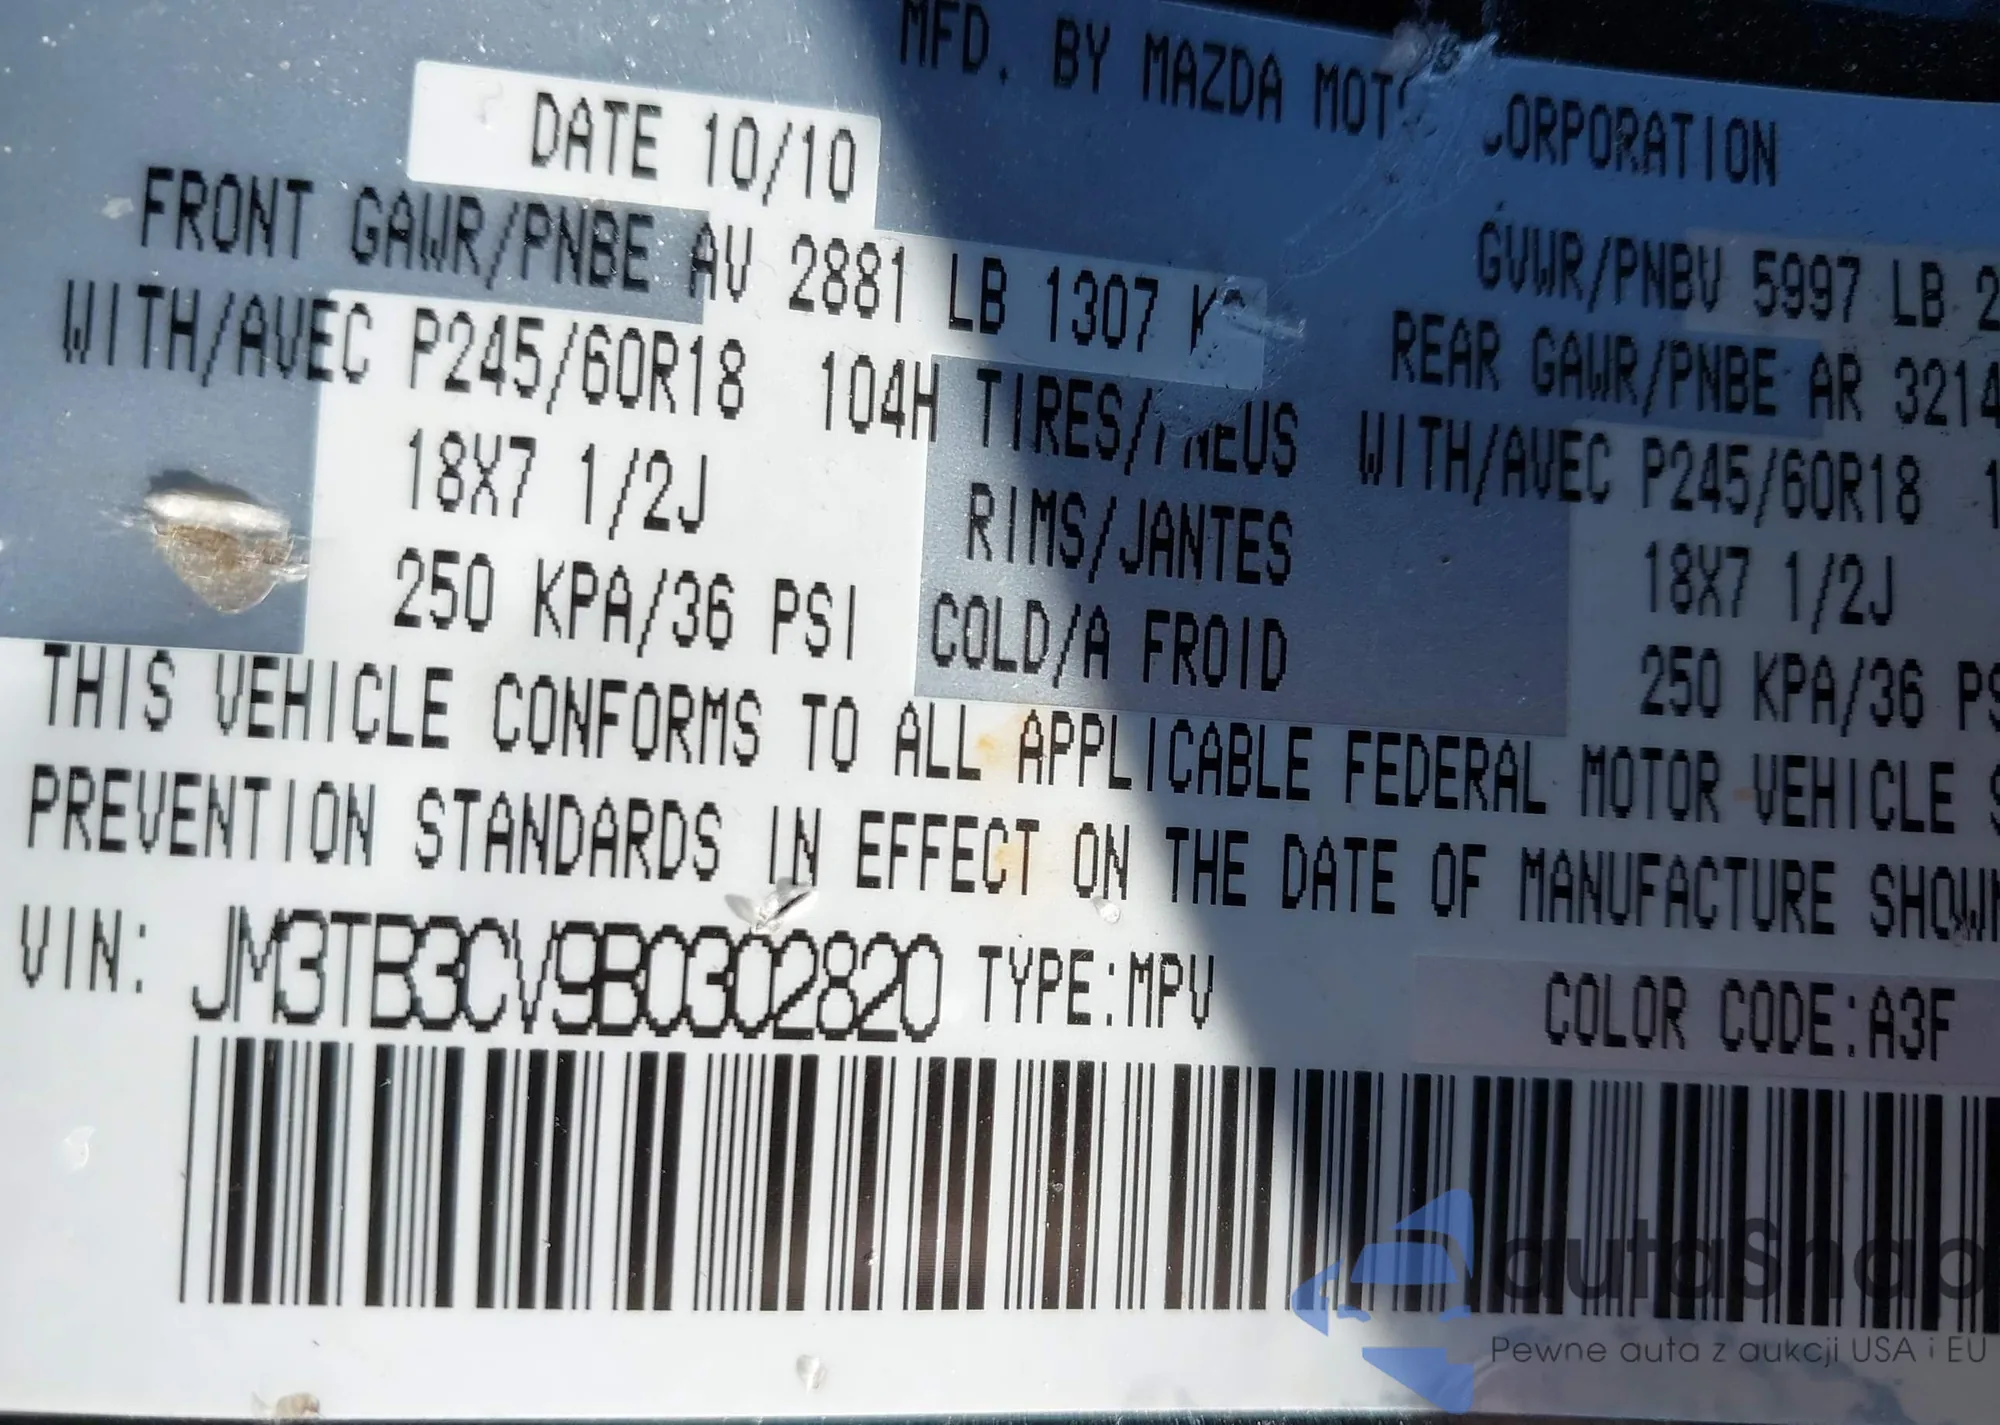 MFD. BY MAZDA CORPORATION
DATE 10/10
GVWR/PNBV 5997 LB
FRONT GAWR/PNBE AV 2881 LB 1307
REAR GAWR/PNBE AR 3214
WITH/AVEC P245/60R18 104H TIRES/PNEUS WITH/AVEC P245/60R18
18X7 1/2J RIMS/JANTES 18X7 1/2J
250 KPA/36 PSI COLD/A FROID 250 KPA/36
THIS VEHICLE CONFORMS TO ALL APPLICABLE FEDERAL MOTOR VEHICLE
PREVENTION STANDARDS IN EFFECT ON THE DATE OF MANUFACTURE SHOWN
VIN: JM3TB3CV9B0302820 TYPE:MPV COLOR CODE:A3F
autoShop
Pewne auta z aukcji USA i EU